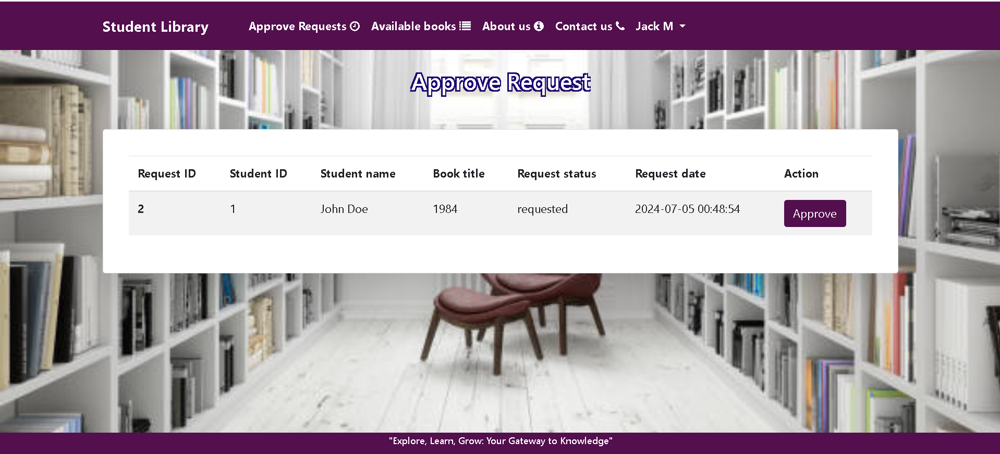 Student Library Approve Requests Available books About us Contact us Jack M
Approve Request
Request ID Student ID Student name Book title Request status Request date Action
2 1 John Doe 1984 requested 2024-07-05 00:48:54 Approve
"Explore, Learn, Grow: Your Gateway to Knowledge"